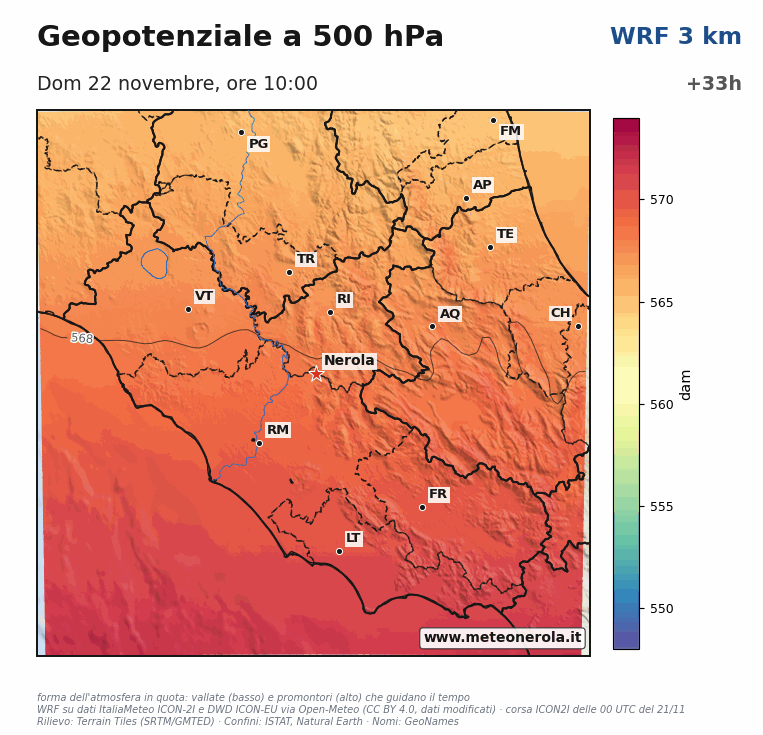 Geopotenziale a 500 hPa
WRF 3 km
Dom 22 novembre, ore 10:00
+33h
FM
PG
AP
TE
TR
VT
RI
AQ
CH
568
Nerola
RM
FR
LT
www.meteonerola.it
570
565
560
555
550
dam
forma dell'atmosfera in quota: vallate (basso) e promontori (alto) che guidano il tempo
WRF su dati ItaliaMeteo ICON-2I e DWD ICON-EU via Open-Meteo (CC BY 4.0, dati modificati) · corsa ICON2I delle 00 UTC del 21/11
Rilievo: Terrain Tiles (SRTM/GMTED) · Confini: ISTAT, Natural Earth · Nomi: GeoNames